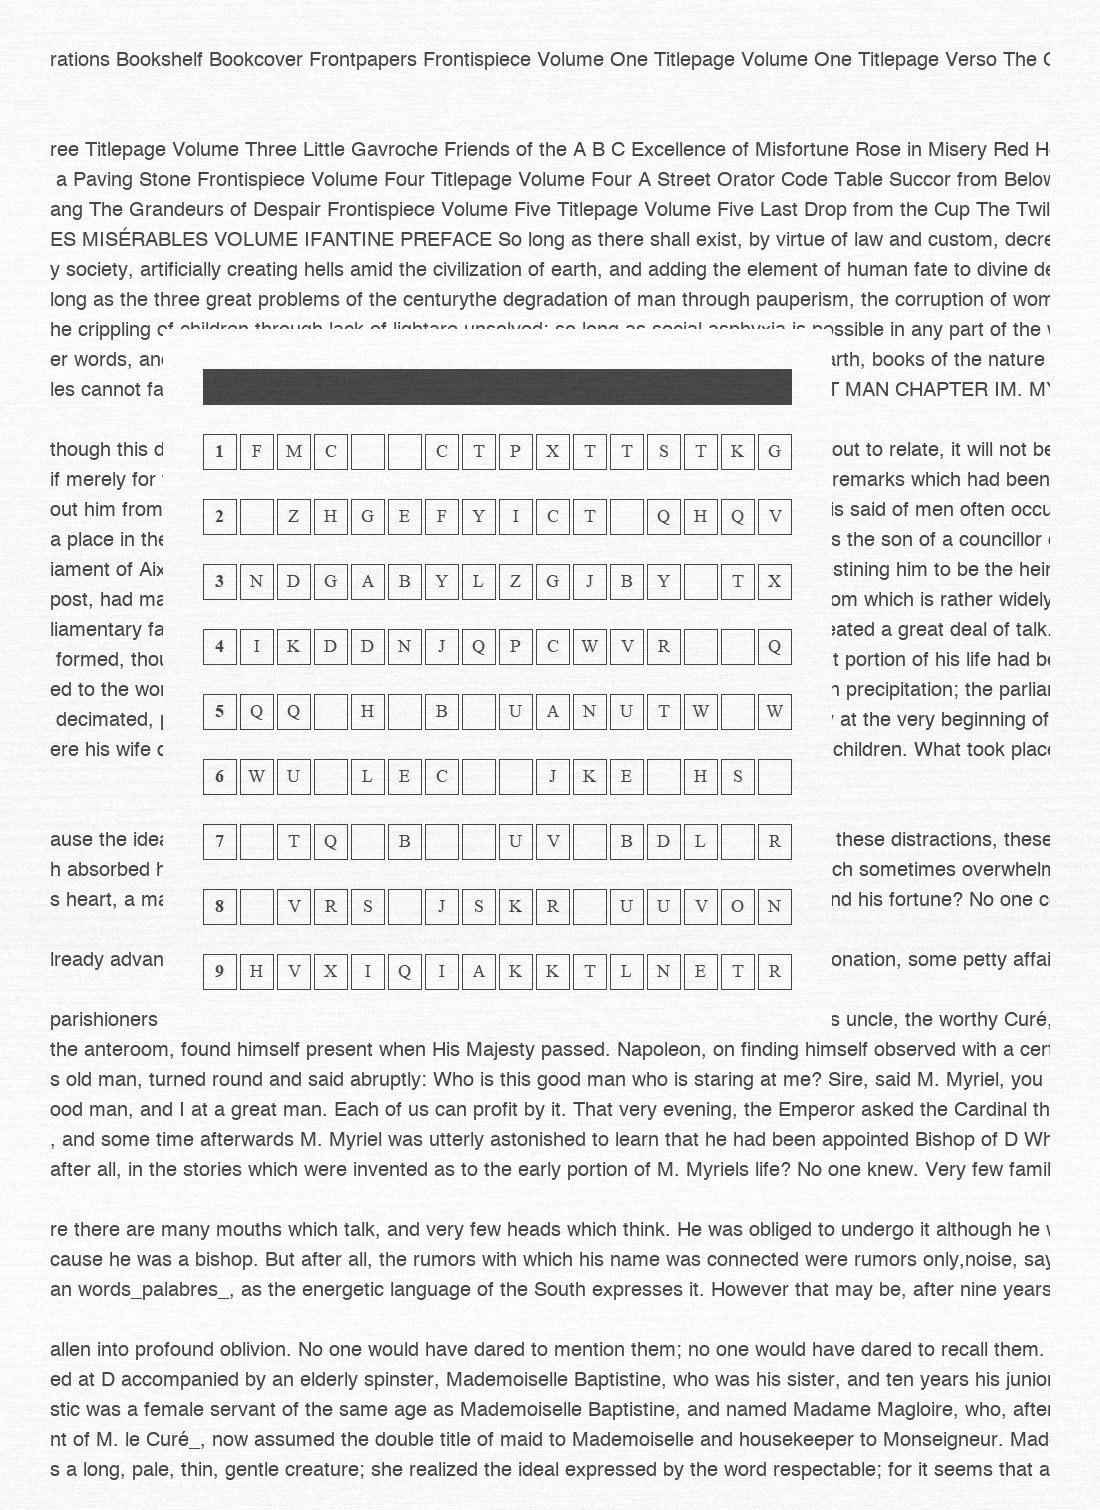 rations Bookshelf Bookcover Frontpapers Frontispiece Volume One Titlepage Volume One Titlepage Verso The
ree Titlepage Volume Three Little Gavroche Friends of the A B C Excellence of Misfortune Rose in Misery Red
a Paving Stone Frontispiece Volume Four Titlepage Volume Four A Street Orator Code Table Succor from Below
ang The Grandeurs of Despair Frontispiece Volume Five Titlepage Volume Five Last Drop from the Cup The Twil
ES MISÉRABLES VOLUME IFANTINE PREFACE So long as there shall exist, by virtue of law and custom, decre
y society, artificially creating hells amid the civilization of earth, and adding the element of human fate to divine de
long as the three great problems of the centurythe degradation of man through pauperism, the corruption of wom
he crippling of children through lack of lightare unsolved; so long as social asphyxia is possible in any part of the
er words, and arth, books of the nature
les cannot fa T MAN CHAPTER IM. MY
though this d out to relate, it will not be
if merely for remarks which had been
out him from is said of men often occu
a place in the s the son of a councillor
iament of Aix stining him to be the heir
post, had ma om which is rather widely
liamentary fa eated a great deal of talk.
formed, thou t portion of his life had be
ed to the wor n precipitation; the parliar
decimated, at the very beginning of
ere his wife children. What took place
ause the idea these distractions, these
h absorbed h ch sometimes overwhelm
s heart, a ma nd his fortune? No one co
lready advan onation, some petty affai
parishioners s uncle, the worthy Curé,
1 F M C C T P X T T S T K G
2 Z H G E F Y I C T Q H Q V
3 N D G A B Y L Z G J B Y T X
4 I K D D N J Q P C W V R Q
5 Q Q H B U A N U T W W
6 W U L E C J K E H S
7 T Q B U V B D L R
8 V R S J S K R U U V O N
9 H V X I Q I A K K T L N E T R
the anteroom, found himself present when His Majesty passed. Napoleon, on finding himself observed with a cert
s old man, turned round and said abruptly: Who is this good man who is staring at me? Sire, said M. Myriel, you
ood man, and I at a great man. Each of us can profit by it. That very evening, the Emperor asked the Cardinal th
, and some time afterwards M. Myriel was utterly astonished to learn that he had been appointed Bishop of D Wh
after all, in the stories which were invented as to the early portion of M. Myriels life? No one knew. Very few famil
re there are many mouths which talk, and very few heads which think. He was obliged to undergo it although he
cause he was a bishop. But after all, the rumors with which his name was connected were rumors only,noise, say
an words_palabres_, as the energetic language of the South expresses it. However that may be, after nine years
allen into profound oblivion. No one would have dared to mention them; no one would have dared to recall them.
ed at D accompanied by an elderly spinster, Mademoiselle Baptistine, who was his sister, and ten years his junior
stic was a female servant of the same age as Mademoiselle Baptistine, and named Madame Magloire, who, after
nt of M. le Curé_, now assumed the double title of maid to Mademoiselle and housekeeper to Monseigneur. Mad
s a long, pale, thin, gentle creature; she realized the ideal expressed by the word respectable; for it seems that a